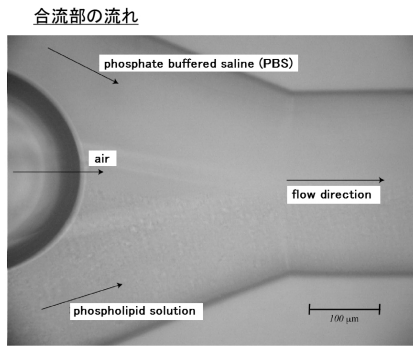 合流部の流れ
phosphate buffered saline (PBS)
air
flow direction
phospholipid solution
100 μm